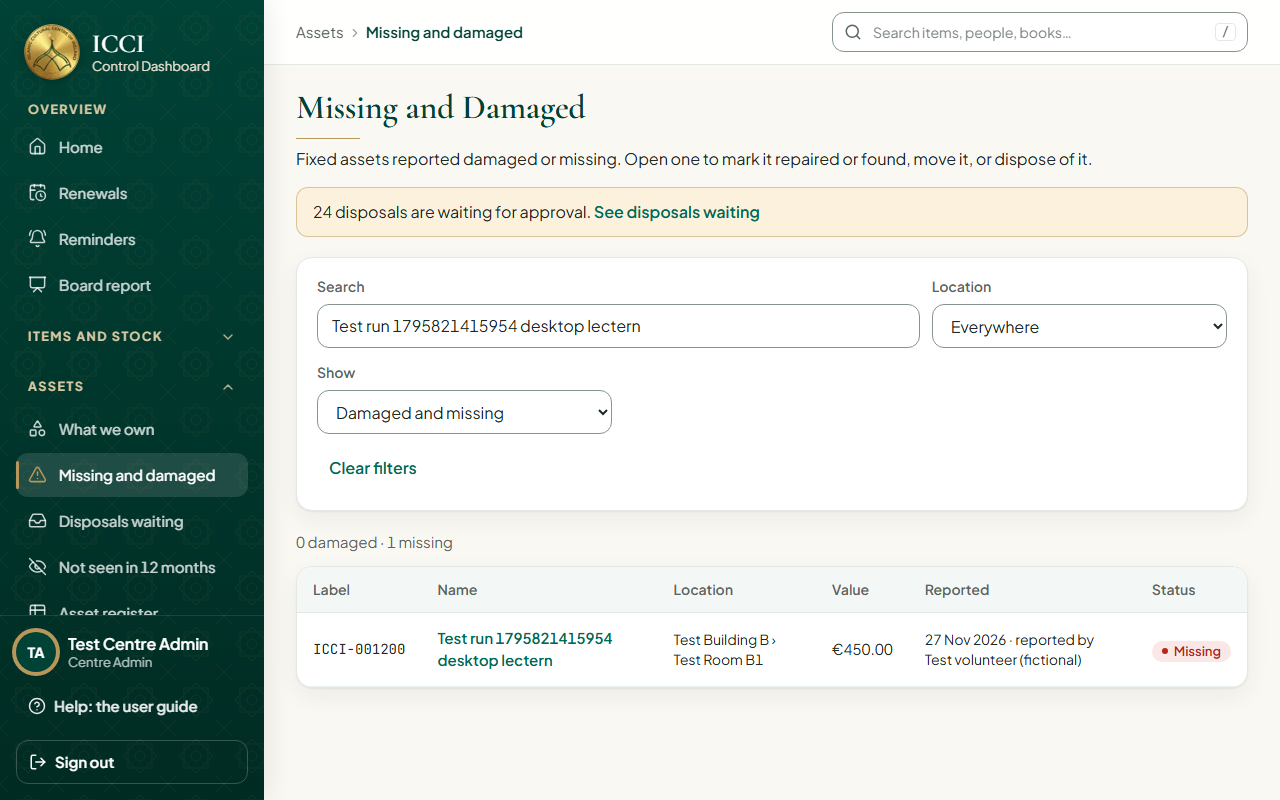 ICCI
Control Dashboard
OVERVIEW
Home
Renewals
Reminders
Board report
ITEMS AND STOCK
ASSETS
What we own
Missing and damaged
Disposals waiting
Not seen in 12 months
Asset register
TA
Test Centre Admin
Centre Admin
Help: the user guide
Sign out
Assets › Missing and damaged
Search items, people, books…
/
Missing and Damaged
Fixed assets reported damaged or missing. Open one to mark it repaired or found, move it, or dispose of it.
24 disposals are waiting for approval. See disposals waiting
Search
Location
Test run 1795821415954 desktop lectern
Everywhere
Show
Damaged and missing
Clear filters
0 damaged · 1 missing
Label Name Location Value Reported Status
ICCI-001200
Test run 1795821415954
desktop lectern
Test Building B ›
Test Room B1
€450.00
27 Nov 2026 · reported by
Test volunteer (fictional)
Missing